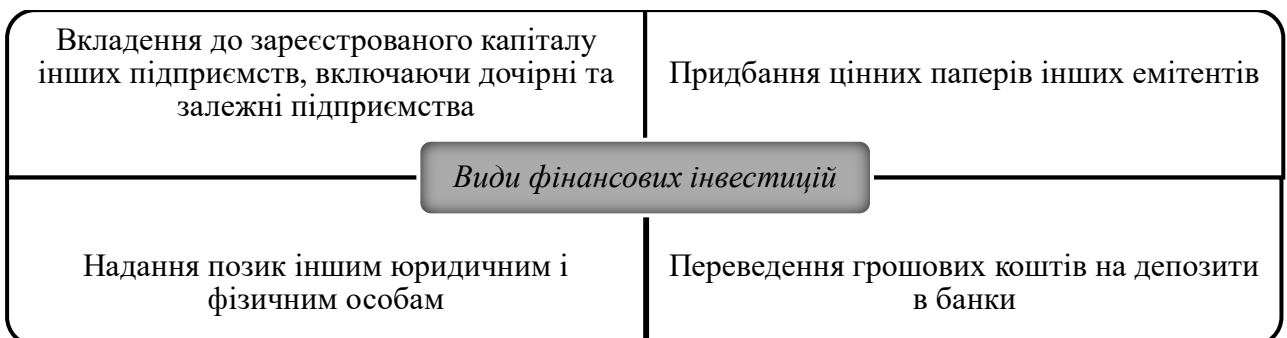 Вкладення до зареєстрованого капіталу
інших підприємств, включаючи дочірні та
залежні підприємства
Придбання цінних паперів інших емітентів
Види фінансових інвестицій
Надання позик іншим юридичним і
фізичним особам
Переведення грошових коштів на депозити
в банки